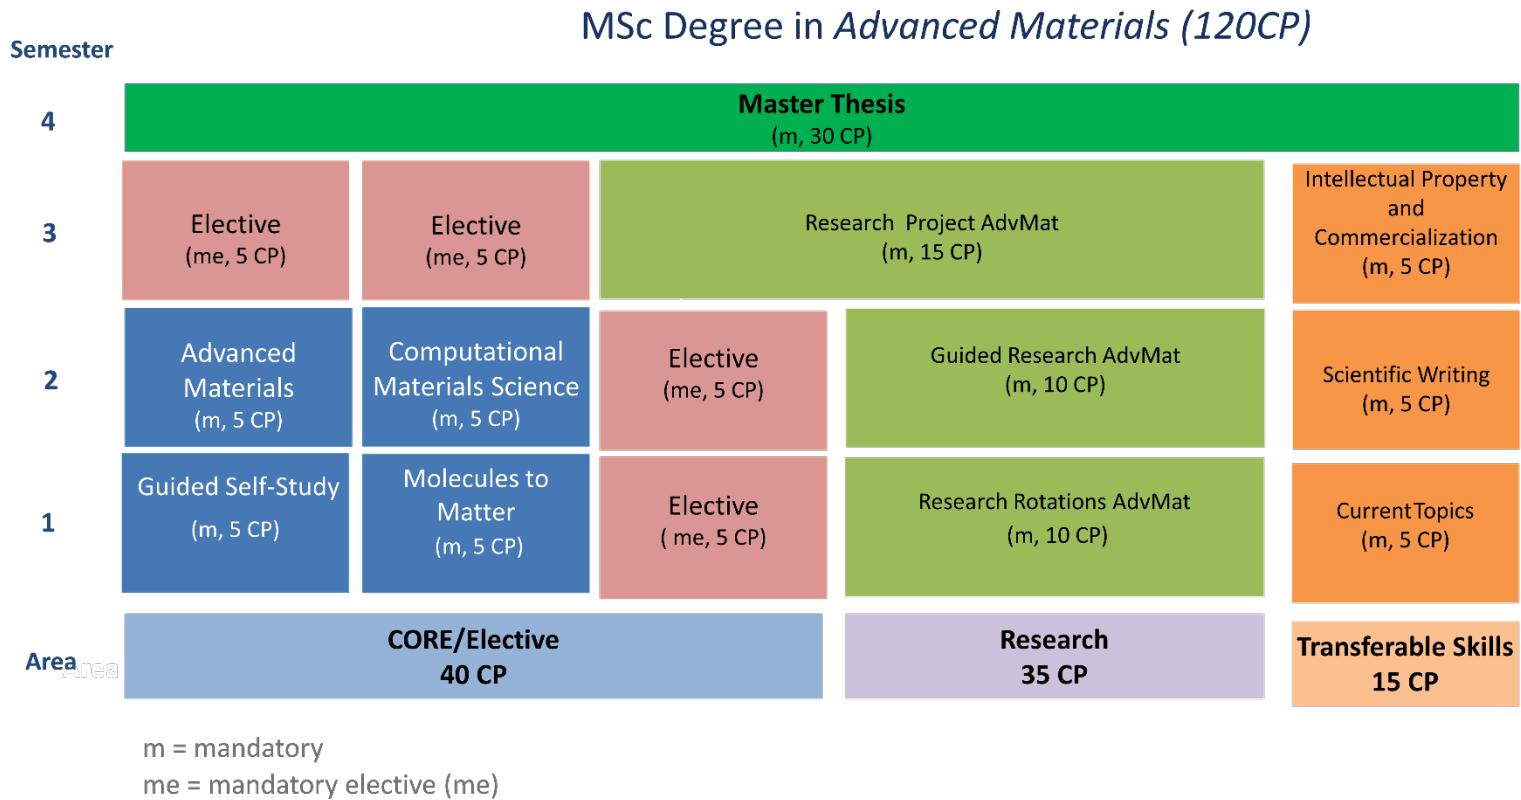 MSc Degree in Advanced Materials (120CP)
Semester
4
Master Thesis
(m, 30 CP)
3
Elective
(me, 5 CP)
Elective
(me, 5 CP)
Research Project AdvMat
(m, 15 CP)
Intellectual Property
and
Commercialization
(m, 5 CP)
2
Advanced
Materials
(m, 5 CP)
Computational
Materials Science
(m, 5 CP)
Elective
(me, 5 CP)
Guided Research AdvMat
(m, 10 CP)
Scientific Writing
(m, 5 CP)
1
Guided Self-Study
(m, 5 CP)
Molecules to
Matter
(m, 5 CP)
Elective
( me, 5 CP)
Research Rotations AdvMat
(m, 10 CP)
Current Topics
(m, 5 CP)
Area
Area
CORE/Elective
40 CP
Research
35 CP
Transferable Skills
15 CP
m = mandatory
me = mandatory elective (me)